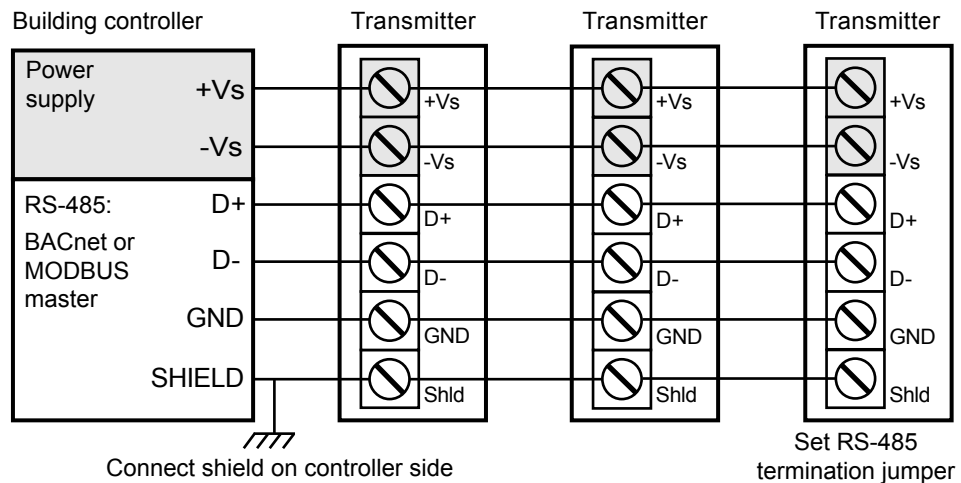 Building controller
Transmitter
Transmitter
Transmitter
Power
supply
+Vs
-Vs
RS-485:
BACnet or
MODBUS
master
D+
D-
GND
SHIELD
+Vs
-Vs
D+
D-
GND
Shld
+Vs
-Vs
D+
D-
GND
Shld
+Vs
-Vs
D+
D-
GND
Shld
Connect shield on controller side
Set RS-485
termination jumper